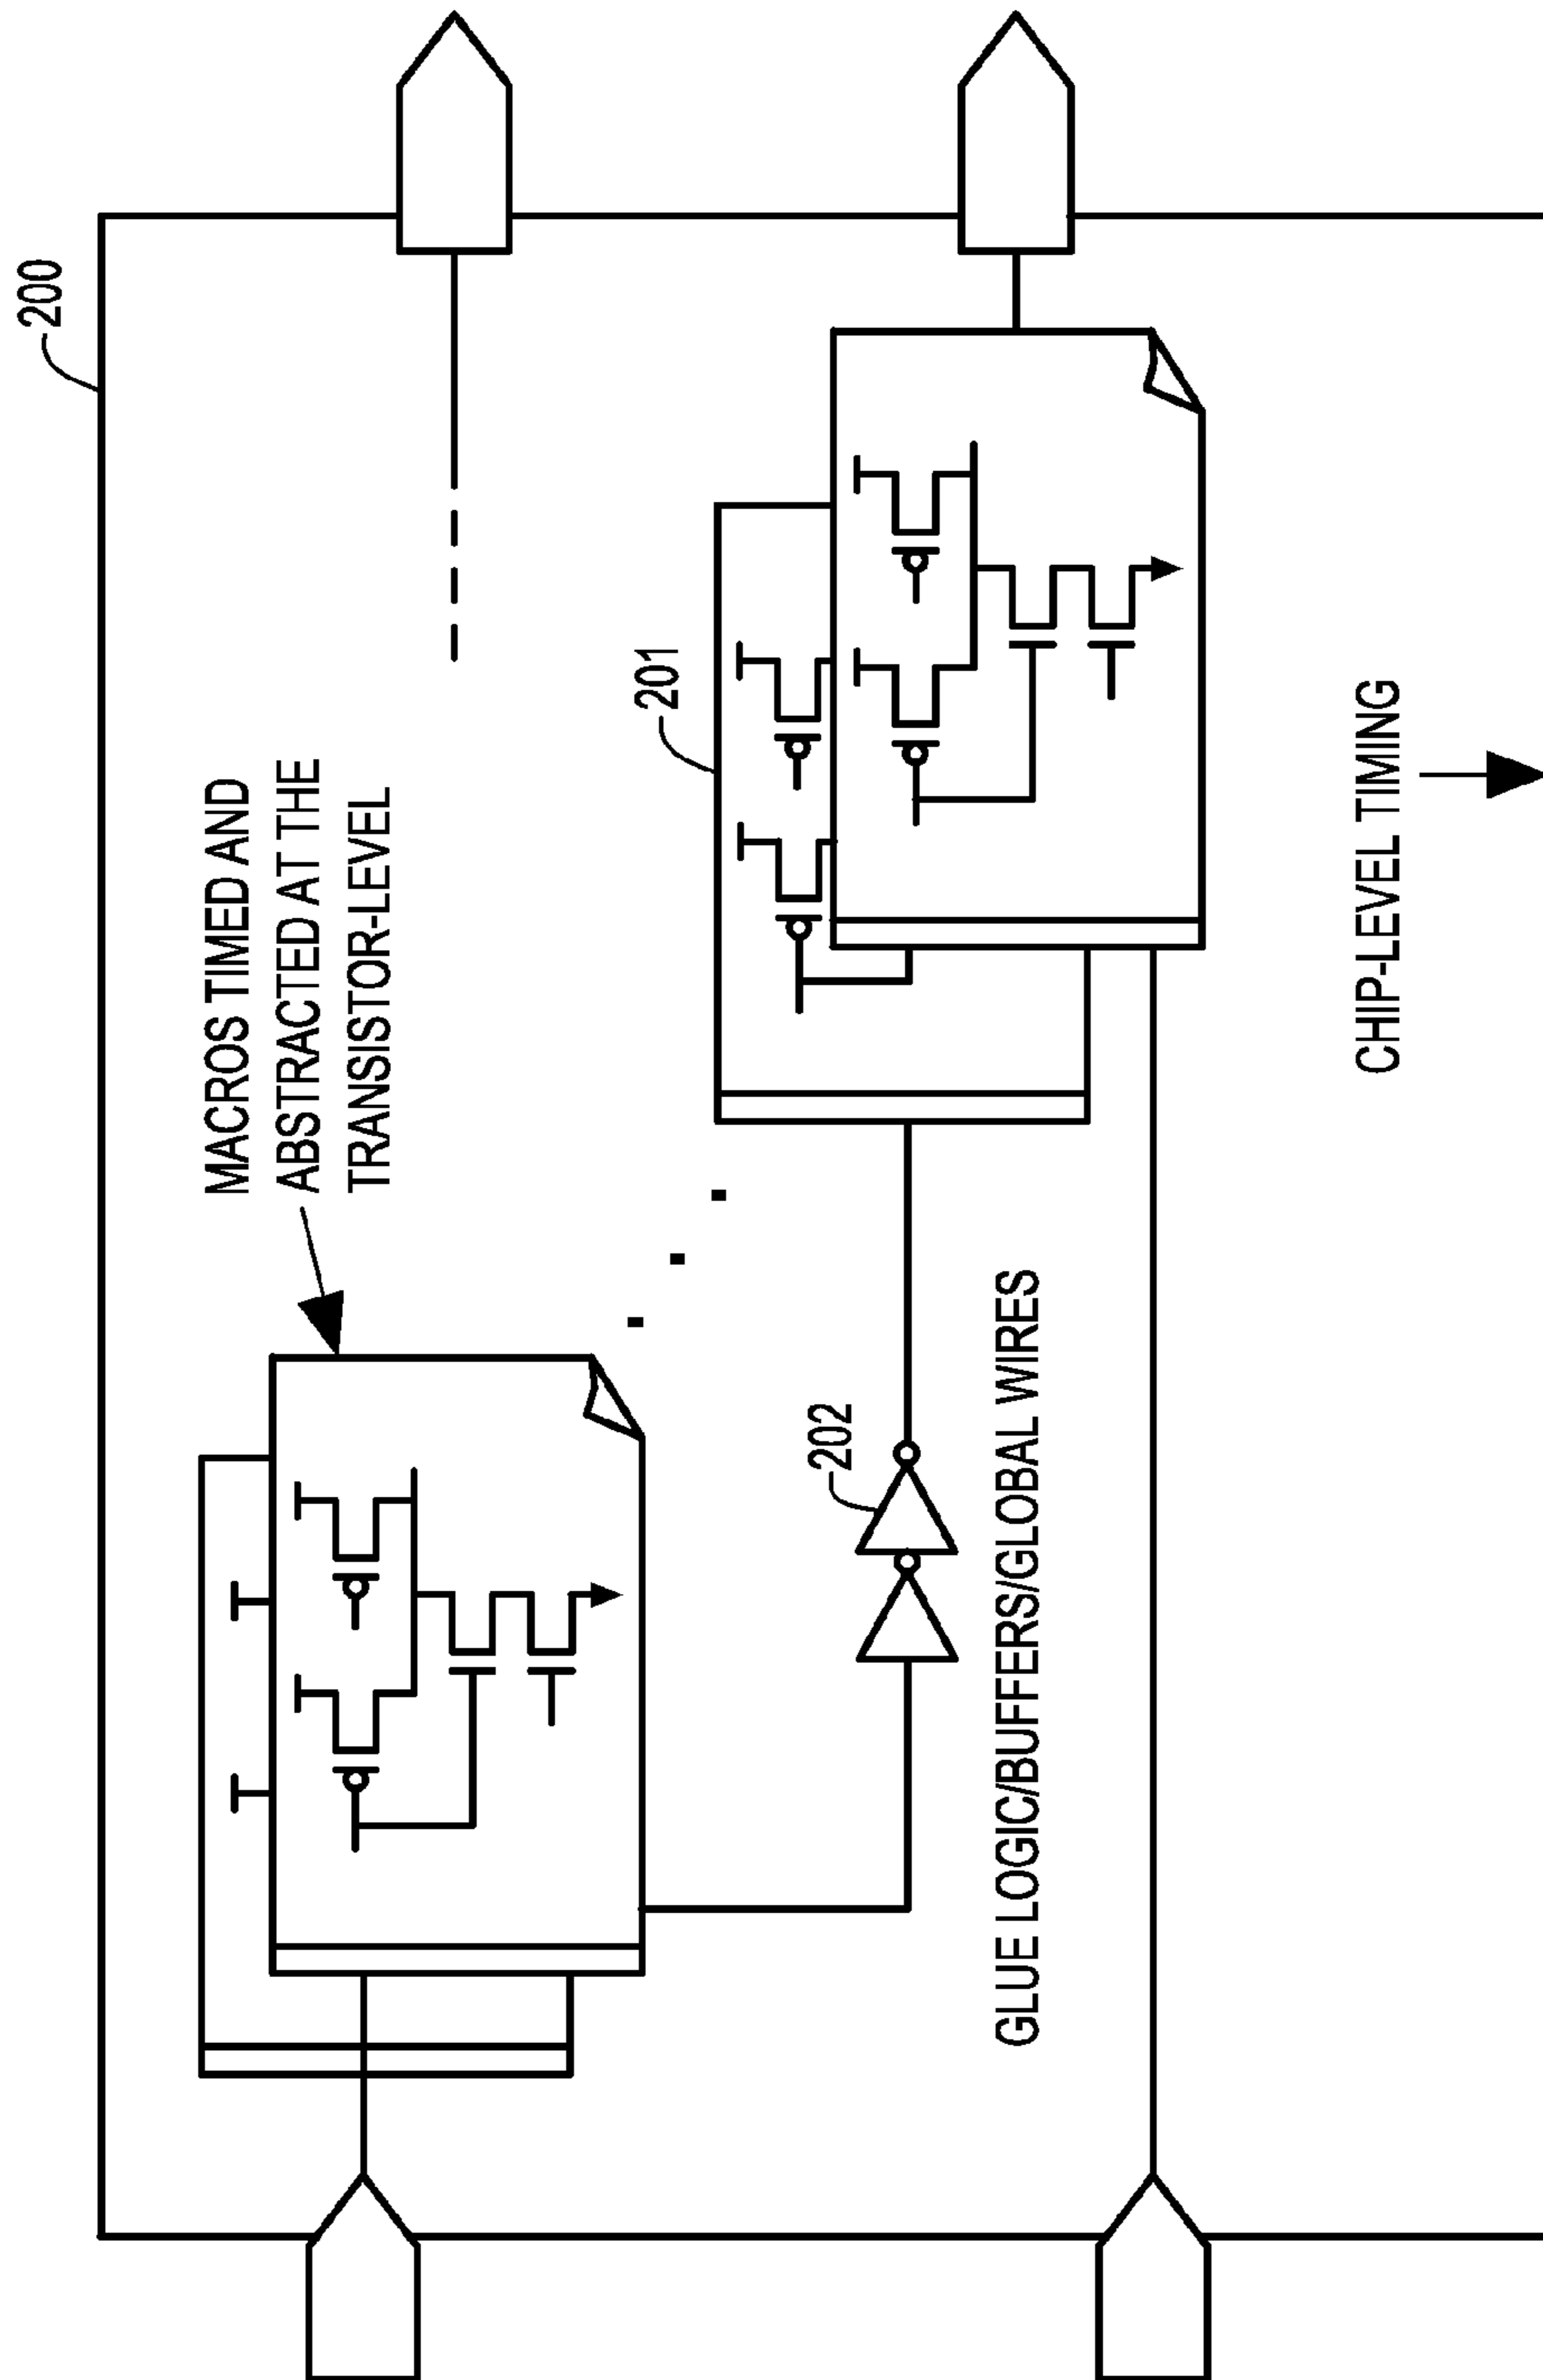 200
MACROS TIMED AND
ABSTRACTED AT THE
TRANSISTOR-LEVEL
201
202
GLUE LOGIC/BUFFERS/GLOBAL WIRES
CHIP-LEVEL TIMING